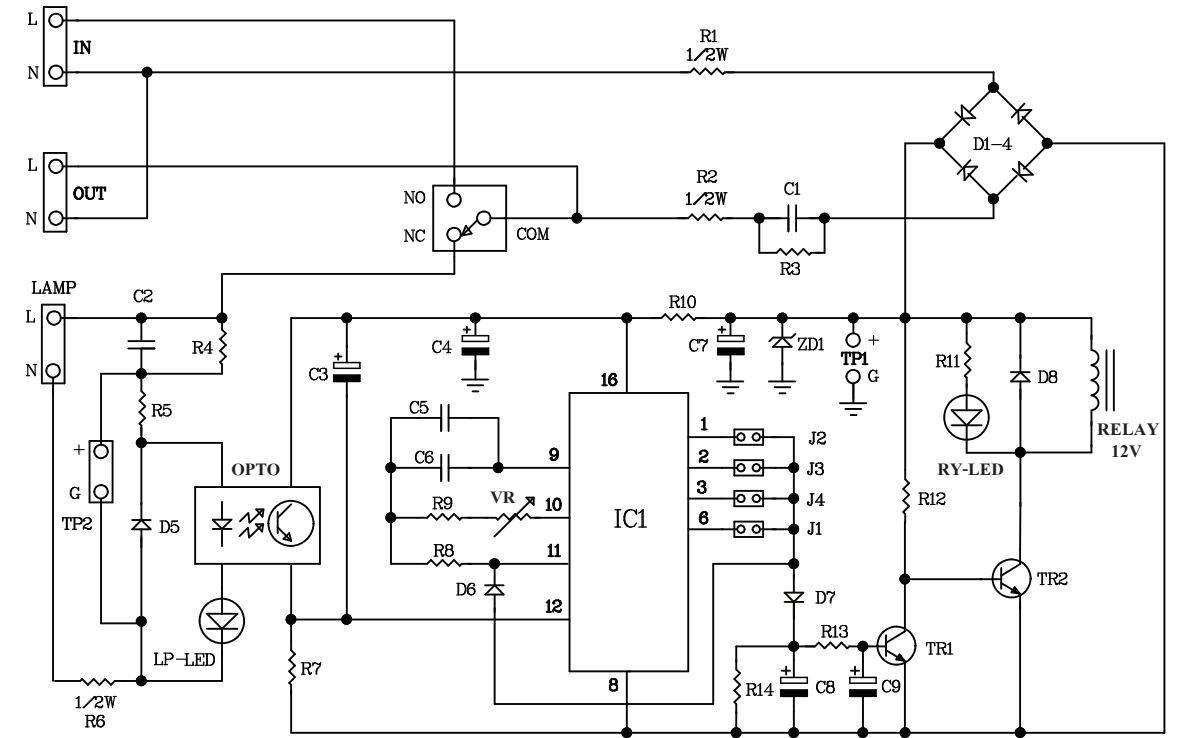 L
IN
N
R1
1/2W
D1-4
L
OUT
N
NO
NC
COM
R2
1/2W
C1
R3
LAMP
L
N
C2
R4
R5
+
G
TP2
D5
OPTO
LP-LED
1/2W
R6
R7
+
C3
+
C4
C5
C6
R9
VR
R8
D6
16
9
10
11
12
8
IC1
1
2
3
6
J2
J3
J4
J1
R10
+
C7
ZD1
+
TP1
G
R11
RY-LED
D8
RELAY
12V
R12
TR2
D7
R13
TR1
R14
+
C8
+
C9